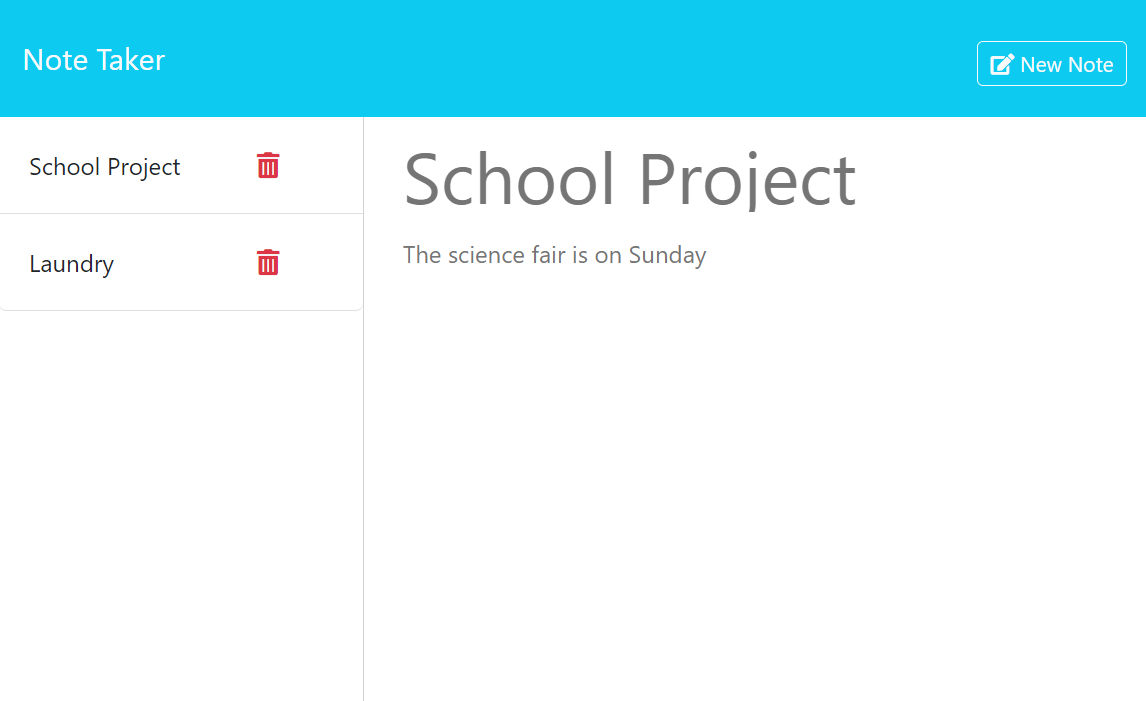 Note Taker
New Note
School Project
Laundry
School Project
The science fair is on Sunday